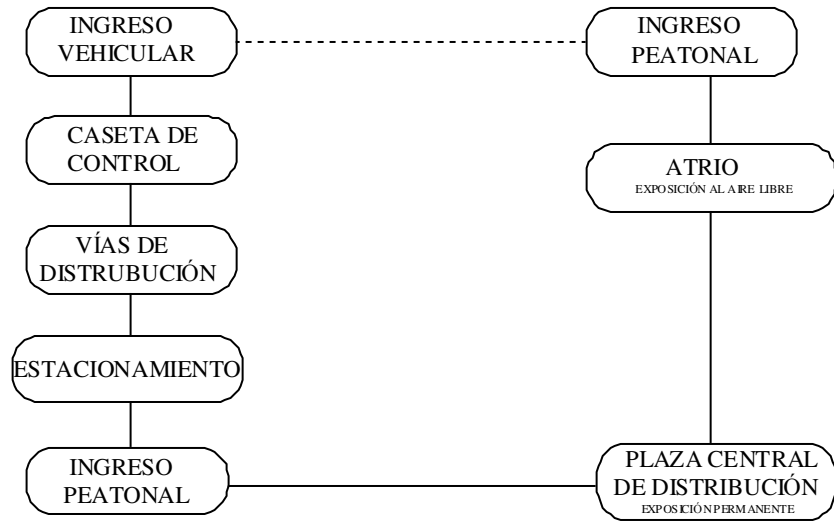 INGRESO
VEHICULAR
INGRESO
PEATONAL
CASETA DE
CONTROL
ATRIO
EXPOSICIÓN AL AIRE LIBRE
VÍAS DE
DISTRUBUCIÓN
ESTACIONAMIENTO
INGRESO
PEATONAL
PLAZA CENTRAL
DE DISTRIBUCIÓN
EXPOSICIÓN PERMANENTE